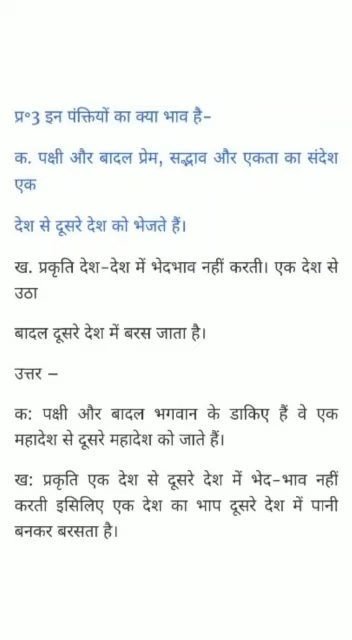 प्र॰3 इन पंक्तियों का क्या भाव है-
क. पक्षी और बादल प्रेम, सद्भाव और एकता का संदेश
एक
देश से दूसरे देश को भेजते हैं।
ख. प्रकृति देश-देश में भेदभाव नहीं करती। एक देश से
उठा
बादल दूसरे देश में बरस जाता है।
उत्तर –
क: पक्षी और बादल भगवान के डाकिए हैं वे एक
महादेश से दूसरे महादेश को जाते हैं।
ख: प्रकृति एक देश से दूसरे देश में भेद-भाव नहीं
करती इसिलिए एक देश का भाप दूसरे देश में पानी
बनकर बरसता है।